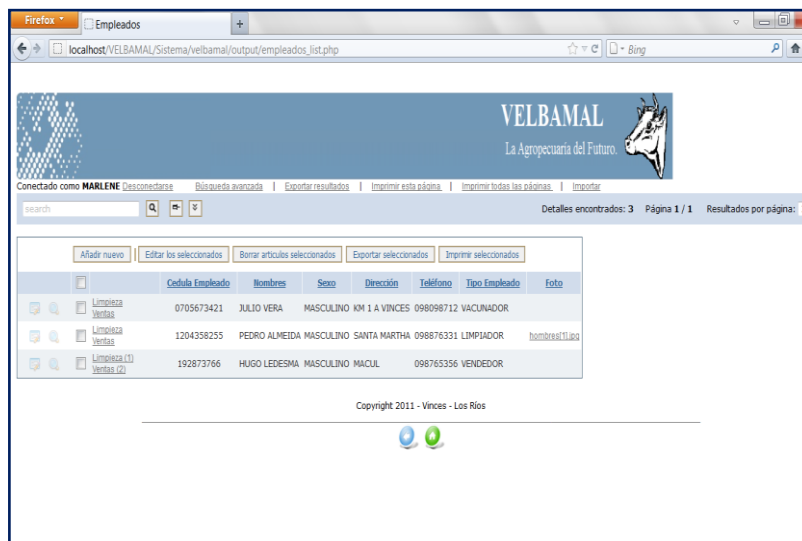 Firefox
Empleados
localhost/VELBAMAL/Sistema/velbamal/output/empleados_list.php
Bing
VELBAMAL
La Agropecuaria del Futuro.
Conectado como MARLENE Desconectarse Búsqueda avanzada | Exportar resultados | Imprimir esta página | Imprimir todas las páginas | Importar
search Detalles encontrados: 3 Página 1 / 1 Resultados por página:
Añadir nuevo | Editar los seleccionados Borrar articulos seleccionados Exportar seleccionados Imprimir seleccionados
Cedula Empleado Nombres Sexo Dirección Teléfono Tipo Empleado Foto
Limpieza
Ventas
0705673421 JULIO VERA MASCULINO KM 1 A VINCES 098098712 VACUNADOR
Limpieza
Ventas
1204358255 PEDRO ALMEIDA MASCULINO SANTA MARTHA 098876331 LIMPIADOR hombres[1].jpg
Limpieza (1)
Ventas (2)
192873766 HUGO LEDESMA MASCULINO MACUL 098765356 VENDEDOR
Copyright 2011 - Vinces - Los Ríos